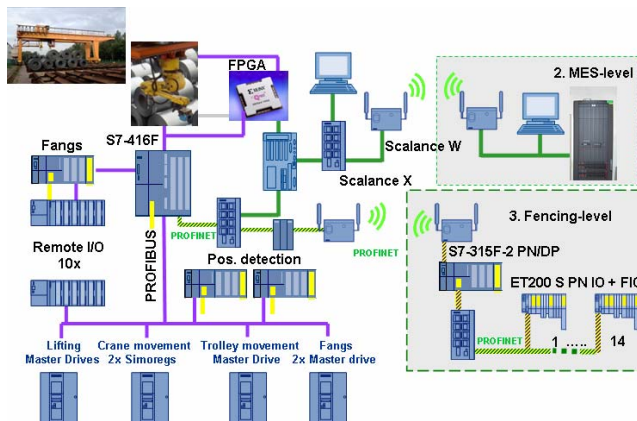 FPGA
XILINX
2. MES-level
S7-416F
Fangs
Scalance W
Scalance X
3. Fencing-level
PROFINET
PROFINET
S7-315F-2 PN/DP
Remote I/O
10x
PROFIBUS
Pos. detection
ET200 S PN IO + FIO
PROFINET
1 ..... 14
Lifting
Master Drives
Crane movement
2x Simoregs
Trolley movement
Master Drive
Fangs
2x Master drive